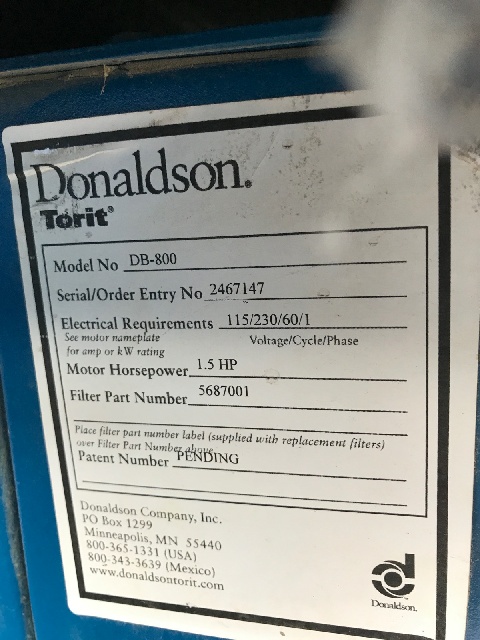 Donaldson.
Torit®
Model No DB-800
Serial/Order Entry No 2467147
Electrical Requirements 115/230/60/1
See motor nameplate Voltage/Cycle/Phase
for amp or kW rating
Motor Horsepower 1.5 HP
Filter Part Number 5687001
Place filter part number label (supplied with replacement filters)
over Filter Part Number above.
Patent Number PENDING
Donaldson Company, Inc.
PO Box 1299
Minneapolis, MN 55440
800-365-1331 (USA)
800-343-3639 (Mexico)
www.donaldsontorit.com
Donaldson.